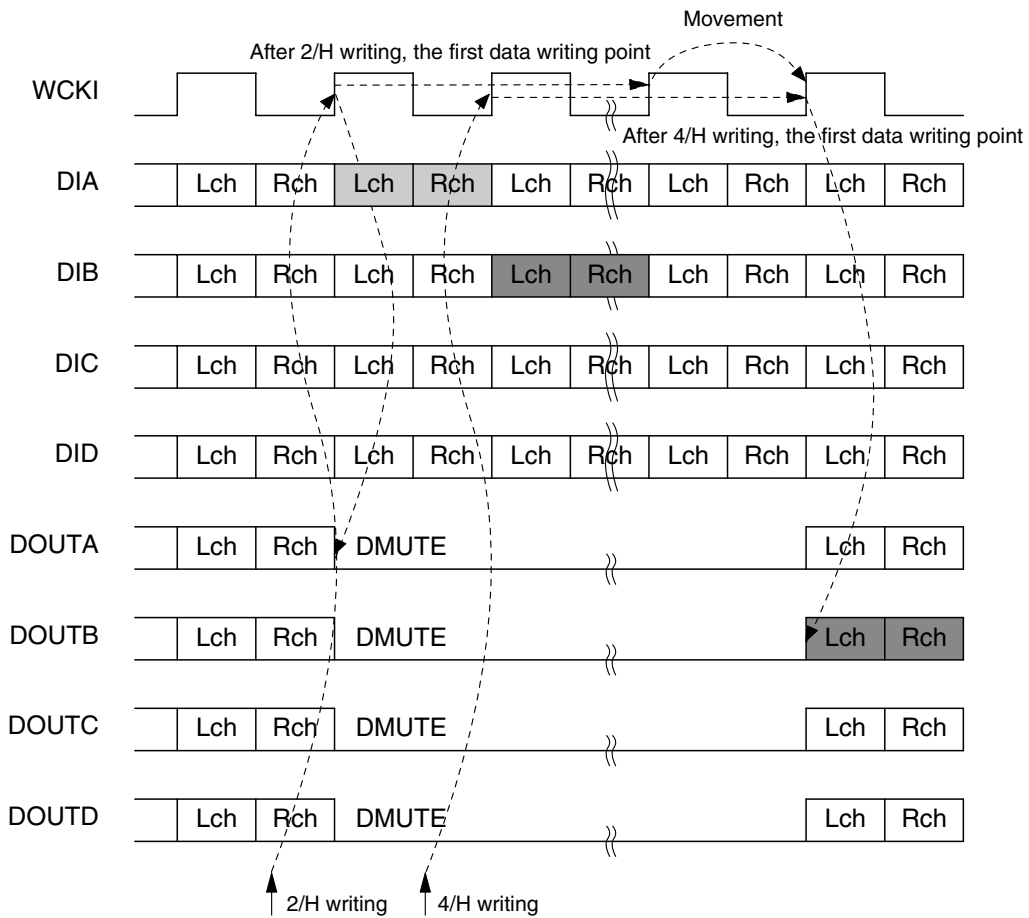 Movement
After 2/H writing, the first data writing point
WCKI
After 4/H writing, the first data writing point
DIA Lch Rch Lch Rch Lch Rch Lch Rch Lch Rch
DIB Lch Rch Lch Rch Lch Rch Lch Rch Lch Rch
DIC Lch Rch Lch Rch Lch Rch Lch Rch Lch Rch
DID Lch Rch Lch Rch Lch Rch Lch Rch Lch Rch
DOUTA Lch Rch DMUTE Lch Rch
DOUTB Lch Rch DMUTE Lch Rch
DOUTC Lch Rch DMUTE Lch Rch
DOUTD Lch Rch DMUTE Lch Rch
2/H writing 4/H writing